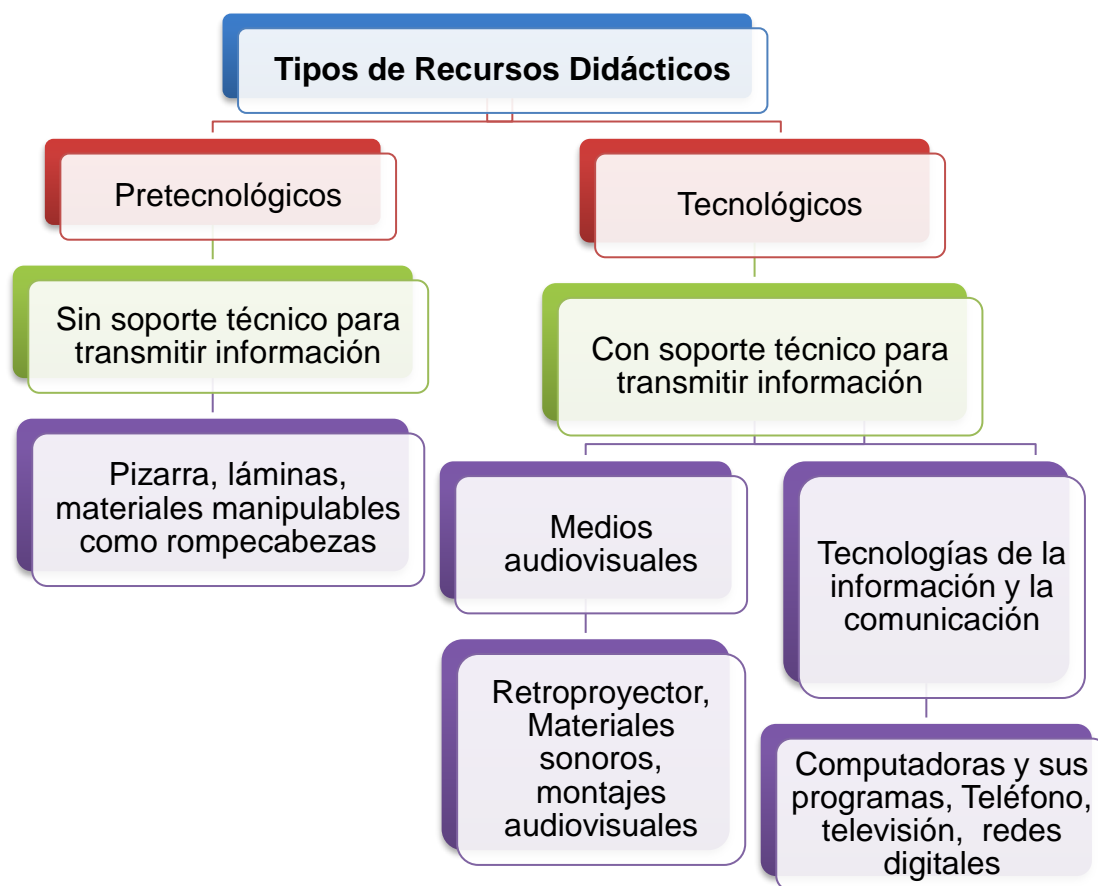 Tipos de Recursos Didácticos
Pretecnológicos
Tecnológicos
Sin soporte técnico para
transmitir información
Con soporte técnico para
transmitir información
Pizarra, láminas,
materiales manipulables
como rompecabezas
Medios
audiovisuales
Tecnologías de la
información y la
comunicación
Retroproyector,
Materiales
sonoros,
montajes
audiovisuales
Computadoras y sus
programas, Teléfono,
televisión, redes
digitales